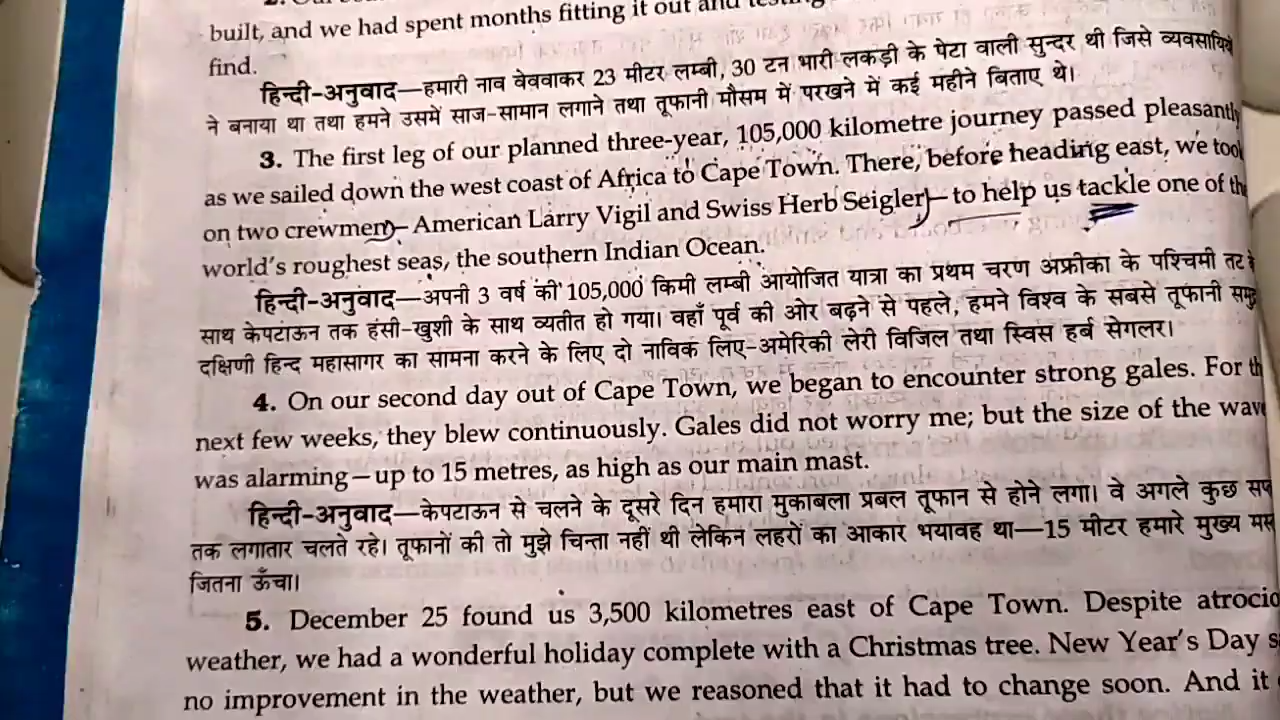 built, and we had spent months fitting it out and
find.
हिन्दी-अनुवाद—हमारी नाव वेववाकर 23 मीटर लम्बी, 30 टन भारी लकड़ी के पेटा वाली सुन्दर थी जिसे
ने बनाया था तथा हमने उसमें साज-सामान लगाने तथा तूफानी मौसम में परखने में कई महीने बिताए थे।
3. The first leg of our planned three-year, 105,000 kilometre journey passed pleasantly
as we sailed down the west coast of Africa to Cape Town. There, before heading east, we took
on two crewmen— American Larry Vigil and Swiss Herb Seigler— to help us tackle one of the
world's roughest seas, the southern Indian Ocean.
हिन्दी-अनुवाद—अपनी 3 वर्ष की 105,000 किमी लम्बी आयोजित यात्रा का प्रथम चरण अफ्रीका के पश्चिमी तट के
साथ केपटाऊन तक हंसी-खुशी के साथ व्यतीत हो गया। वहाँ पूर्व की ओर बढ़ने से पहले, हमने विश्व के सबसे तूफानी
दक्षिणी हिन्द महासागर का सामना करने के लिए दो नाविक लिए-अमेरिकी लेरी विजिल तथा स्विस हर्ब सेगलर।
4. On our second day out of Cape Town, we began to encounter strong gales. For th
next few weeks, they blew continuously. Gales did not worry me; but the size of the wave
was alarming—up to 15 metres, as high as our main mast.
हिन्दी-अनुवाद—केपटाऊन से चलने के दूसरे दिन हमारा मुकाबला प्रबल तूफान से होने लगा। वे अगले कुछ सप
तक लगातार चलते रहे। तूफानों की तो मुझे चिन्ता नहीं थी लेकिन लहरों का आकार भयावह था—15 मीटर हमारे मुख्य मस
जितना ऊँचा।
5. December 25 found us 3,500 kilometres east of Cape Town. Despite atrocio
weather, we had a wonderful holiday complete with a Christmas tree. New Year's Day s
no improvement in the weather, but we reasoned that it had to change soon. And it